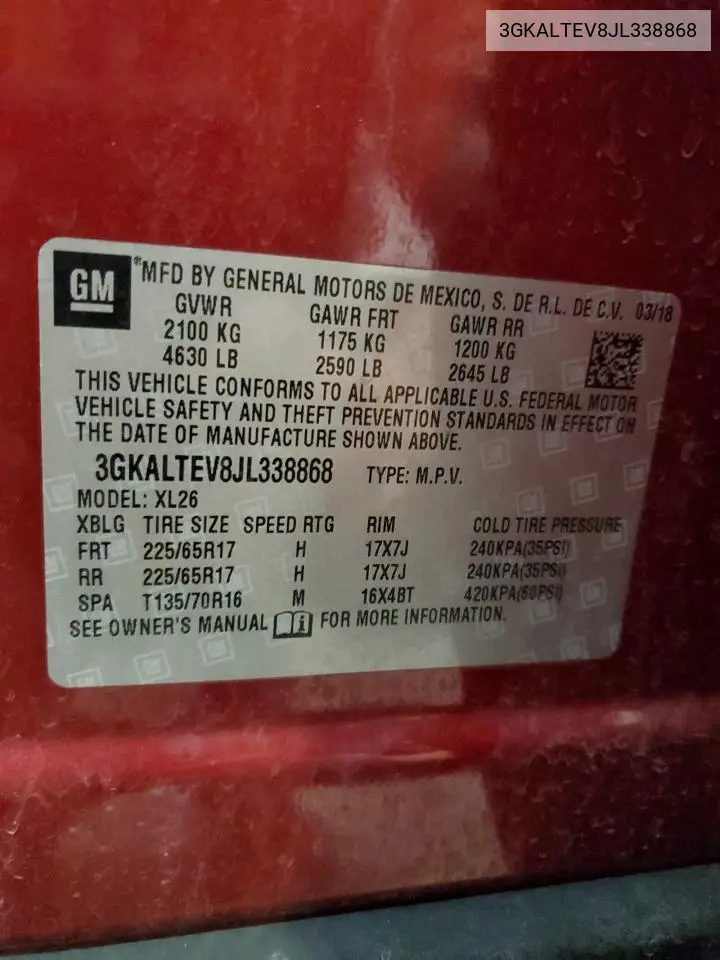 3GKALTEV8JL338868
GM
*MFD BY GENERAL MOTORS DE MEXICO, S. DE R.L. DE C.V. 03/18
GVWR GAWR FRT GAWR RR
2100 KG 1175 KG 1200 KG
4630 LB 2590 LB 2645 LB
THIS VEHICLE CONFORMS TO ALL APPLICABLE U.S. FEDERAL MOTOR
VEHICLE SAFETY AND THEFT PREVENTION STANDARDS IN EFFECT ON
THE DATE OF MANUFACTURE SHOWN ABOVE.
3GKALTEV8JL338868 TYPE: M.P.V.
MODEL: XL26
XBLG TIRE SIZE SPEED RTG RIM COLD TIRE PRESSURE
FRT 225/65R17 H 17X7J 240KPA(35PSI)
RR 225/65R17 H 17X7J 240KPA(35PSI)
SPA T135/70R16 M 16X4BT 420KPA(60PSI)
SEE OWNER'S MANUAL i FOR MORE INFORMATION.